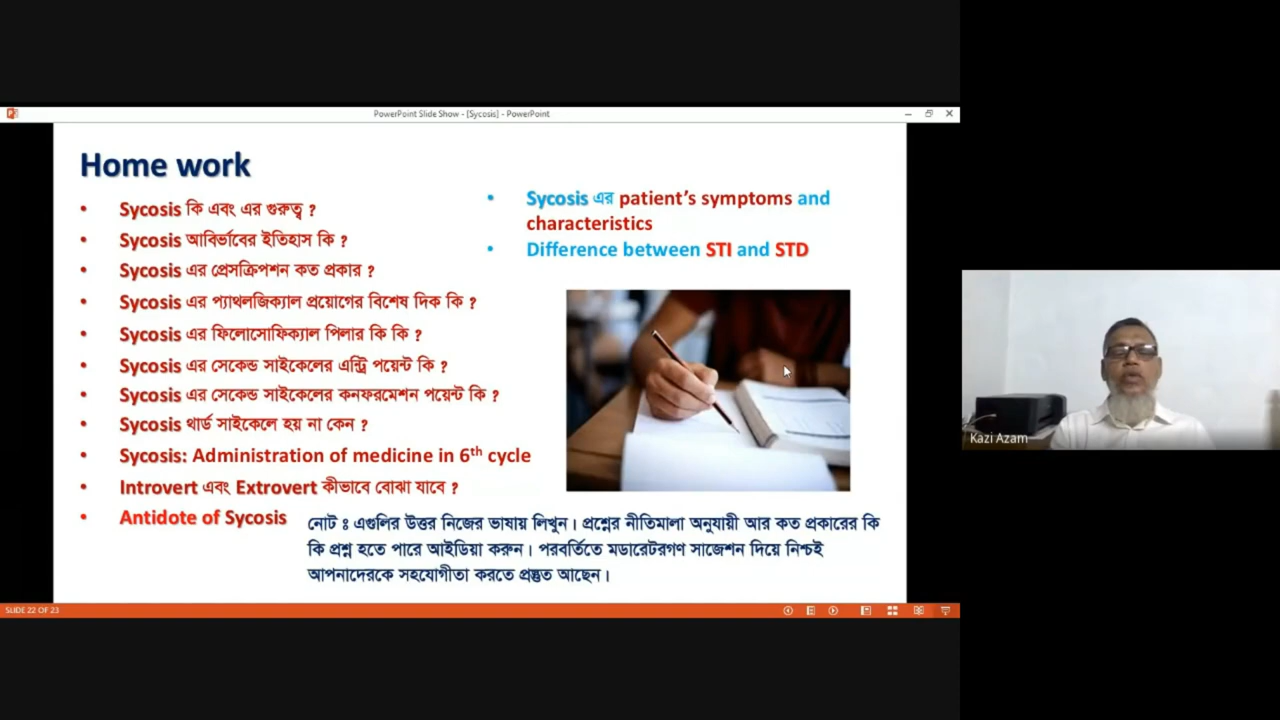 PowerPoint Slide Show - [Sycosis] - PowerPoint
Home work
• Sycosis কি এবং এর গুরুত্ব ?
• Sycosis আবির্ভাবের ইতিহাস কি ?
• Sycosis এর প্রেসক্রিপশন কত প্রকার ?
• Sycosis এর প্যাথলজিক্যাল প্রয়োগের বিশেষ দিক কি ?
• Sycosis এর ফিলোসোফিক্যাল পিলার কি কি ?
• Sycosis এর সেকেন্ড সাইকেলের এন্ট্রি পয়েন্ট কি ?
• Sycosis এর সেকেন্ড সাইকেলের কনফরমেশন পয়েন্ট কি ?
• Sycosis থার্ড সাইকেলে হয় না কেন ?
• Sycosis: Administration of medicine in 6th cycle
• Introvert এবং Extrovert কীভাবে বোঝা যাবে ?
• Antidote of Sycosis
• Sycosis এর patient's symptoms and
characteristics
• Difference between STI and STD
নোট ঃ এগুলির উত্তর নিজের ভাষায় লিখুন। প্রশ্নের নীতিমালা অনুযায়ী আর কত প্রকারের কি
কি প্রশ্ন হতে পারে আইডিয়া করুন। পরবর্তিতে মডারেটরগণ সাজেশন দিয়ে নিশ্চই
আপনাদেরকে সহযোগীতা করতে প্রস্তুত আছেন।
SLIDE 22 OF 23
Kazi Azam